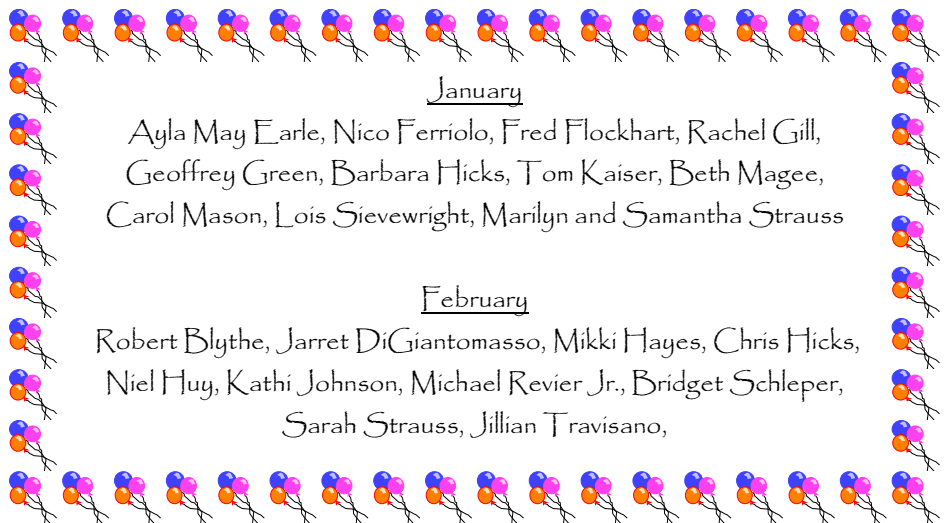 January
Ayla May Earle, Nico Ferriolo, Fred Flockhart, Rachel Gill,
Geoffrey Green, Barbara Hicks, Tom Kaiser, Beth Magee,
Carol Mason, Lois Sievewright, Marilyn and Samantha Strauss
February
Robert Blythe, Jarret DiGiantomasso, Mikki Hayes, Chris Hicks,
Niel Huy, Kathi Johnson, Michael Revier Jr., Bridget Schleper,
Sarah Strauss, Jillian Travisano,